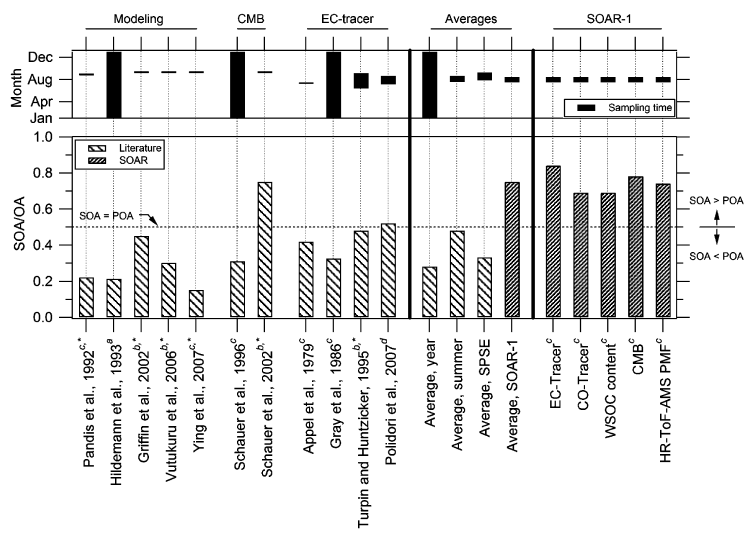 Modeling CMB EC-tracer Averages SOAR-1
Month
Dec
Aug
Apr
Jan
Sampling time
SOA/OA
1.0
0.8
0.6
0.4
0.2
0.0
Literature
SOAR
SOA = POA
SOA > POA
SOA < POA
Pandis et al., 1992c,*
Hildemann et al., 1993a
Griffin et al., 2002b,*
Vutukuru et al., 2006b,*
Ying et al., 2007c,*
Schauer et al., 1996c
Schauer et al., 2002b,*
Appel et al., 1979c
Gray et al., 1986c
Turpin and Huntzicker, 1995b,*
Polidori et al., 2007d
Average, year
Average, summer
Average, SPSE
Average, SOAR-1
EC-Tracerc
CO-Tracerc
WSOC contentc
CMBc
HR-ToF-AMS PMFc